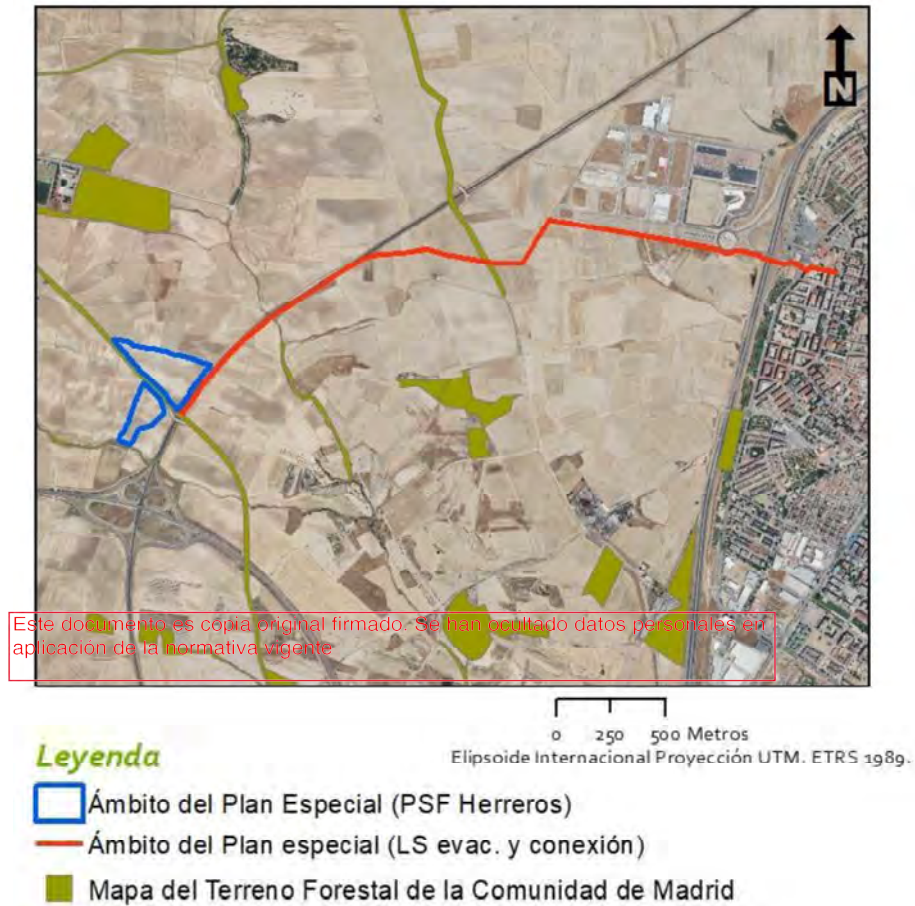 N
Este documento es copia original firmado. Se han ocultado datos personales en
aplicación de la normativa vigente
0 250 500 Metros
Elipsoide Internacional Proyección UTM. ETRS 1989.
Leyenda
Ámbito del Plan Especial (PSF Herreros)
Ámbito del Plan especial (LS evac. y conexión)
Mapa del Terreno Forestal de la Comunidad de Madrid